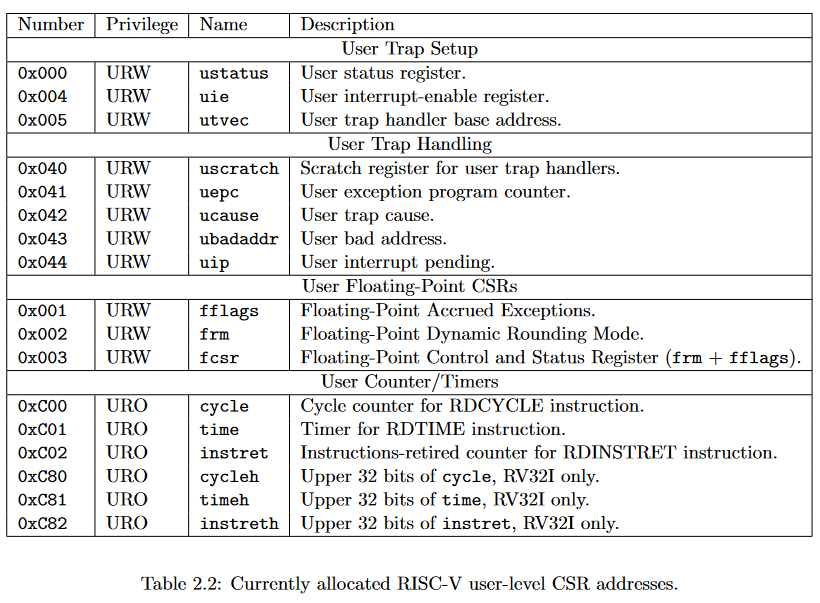 Number Privilege Name Description
User Trap Setup
0x000 URW ustatus User status register.
0x004 URW uie User interrupt-enable register.
0x005 URW utvec User trap handler base address.
User Trap Handling
0x040 URW uscratch Scratch register for user trap handlers.
0x041 URW uepc User exception program counter.
0x042 URW ucause User trap cause.
0x043 URW ubadaddr User bad address.
0x044 URW uip User interrupt pending.
User Floating-Point CSRs
0x001 URW fflags Floating-Point Accrued Exceptions.
0x002 URW frm Floating-Point Dynamic Rounding Mode.
0x003 URW fcsr Floating-Point Control and Status Register (frm + fflags).
User Counter/Timers
0xC00 URO cycle Cycle counter for RDCYCLE instruction.
0xC01 URO time Timer for RDTIME instruction.
0xC02 URO instret Instructions-retired counter for RDINSTRET instruction.
0xC80 URO cycleh Upper 32 bits of cycle, RV32I only.
0xC81 URO timeh Upper 32 bits of time, RV32I only.
0xC82 URO instreth Upper 32 bits of instret, RV32I only.
Table 2.2: Currently allocated RISC-V user-level CSR addresses.